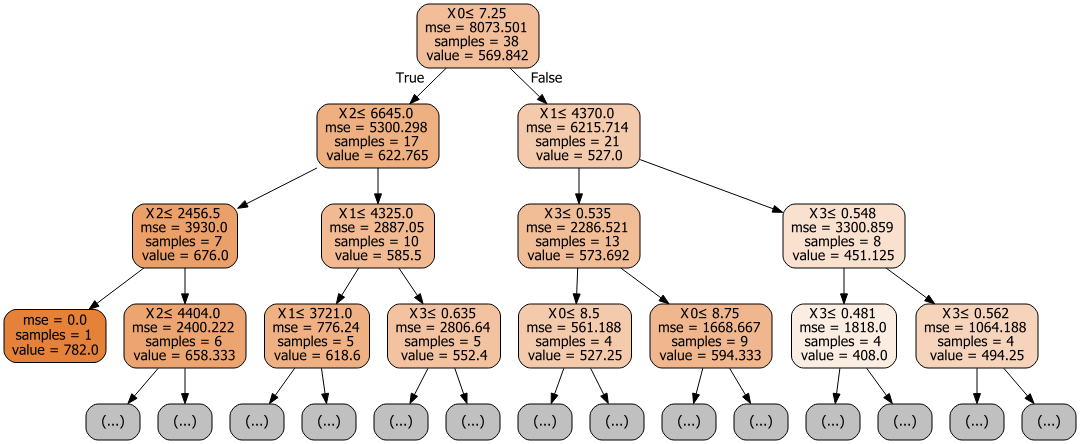 X0≤ 7.25
mse = 8073.501
samples = 38
value = 569.842
True
False
X2≤ 6645.0
mse = 5300.298
samples = 17
value = 622.765
X1≤ 4370.0
mse = 6215.714
samples = 21
value = 527.0
X2≤ 2456.5
mse = 3930.0
samples = 7
value = 676.0
X1≤ 4325.0
mse = 2887.05
samples = 10
value = 585.5
X3≤ 0.535
mse = 2286.521
samples = 13
value = 573.692
X3≤ 0.548
mse = 3300.859
samples = 8
value = 451.125
mse = 0.0
samples = 1
value = 782.0
X2≤ 4404.0
mse = 2400.222
samples = 6
value = 658.333
X1≤ 3721.0
mse = 776.24
samples = 5
value = 618.6
X3≤ 0.635
mse = 2806.64
samples = 5
value = 552.4
X0≤ 8.5
mse = 561.188
samples = 4
value = 527.25
X0≤ 8.75
mse = 1668.667
samples = 9
value = 594.333
X3≤ 0.481
mse = 1818.0
samples = 4
value = 408.0
X3≤ 0.562
mse = 1064.188
samples = 4
value = 494.25
(...)
(...)
(...)
(...)
(...)
(...)
(...)
(...)
(...)
(...)
(...)
(...)
(...)
(...)